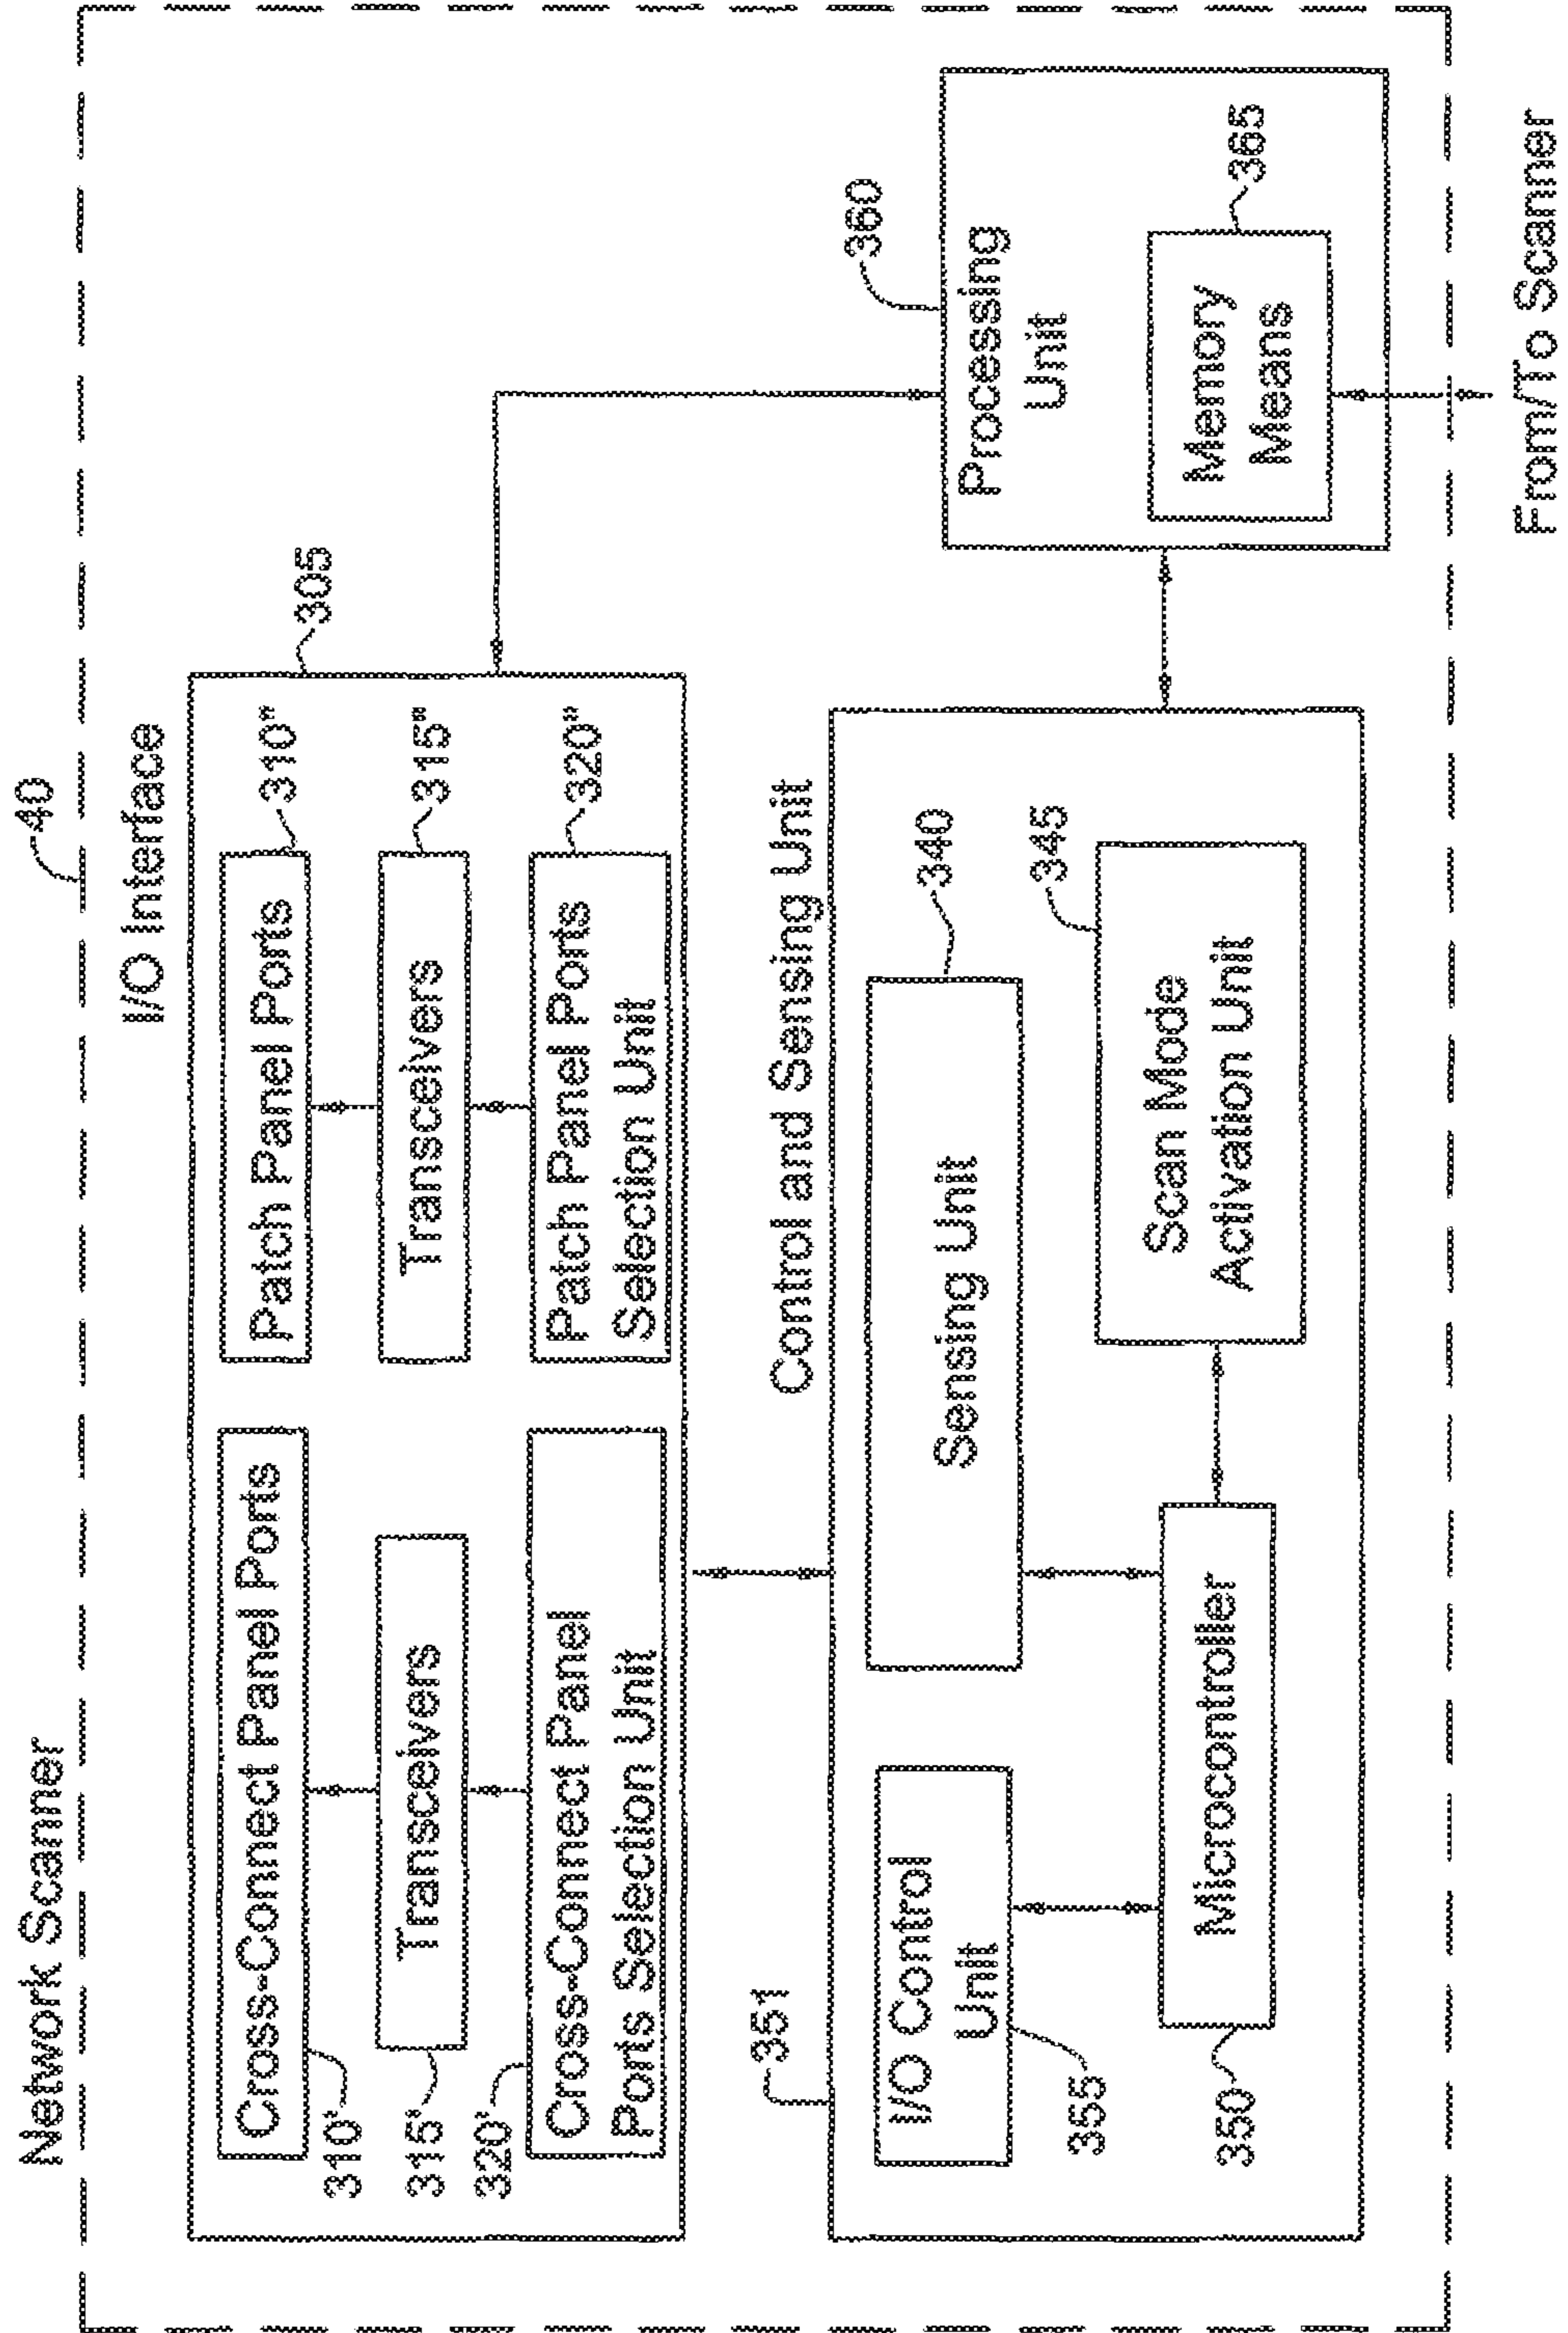 Network Scanner
40
I/O Interface
305
Cross-Connect Panel Ports
310'
Transceivers
315'
320'
Cross-Connect Panel
Ports Selection Unit
Patch Panel Ports
310"
Transceivers
315"
Patch Panel Ports
Selection Unit
320"
351
Control and Sensing Unit
I/O Control
Unit
355
Sensing Unit
340
Microcontroller
350
Scan Mode
Activation Unit
345
Processing
Unit
360
Memory
Means
365
From/To Scanner